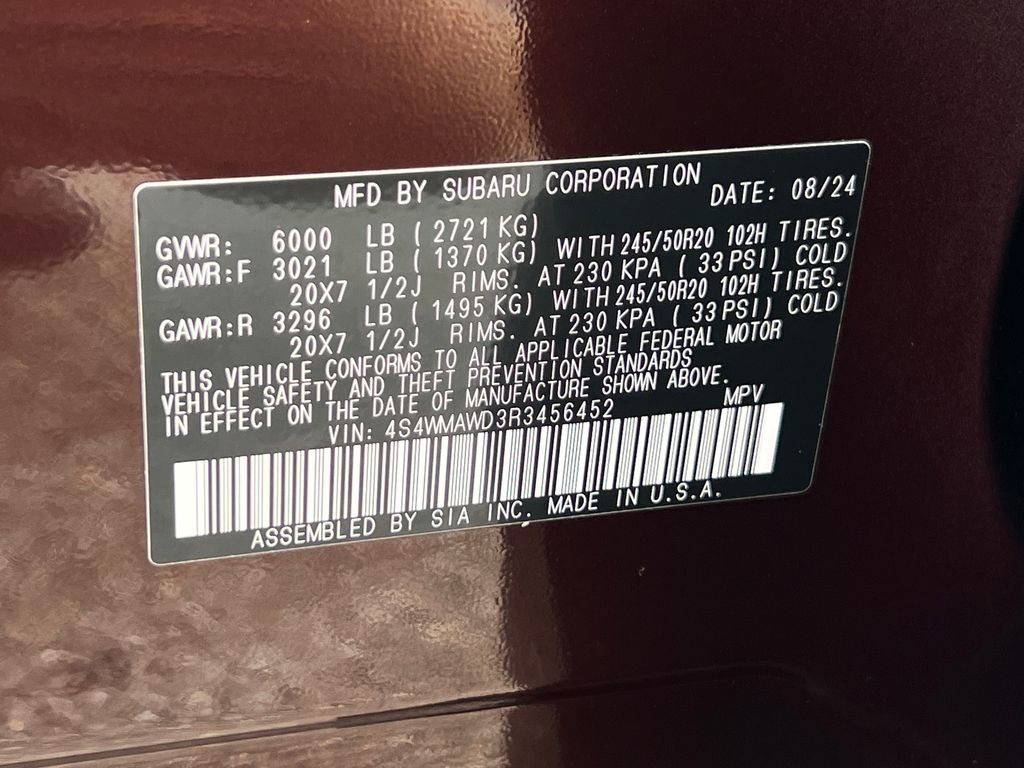 MFD BY SUBARU CORPORATION DATE: 08/24
GVWR: 6000 LB ( 2721 KG)
GAWR:F 3021 LB ( 1370 KG) WITH 245/50R20 102H TIRES.
20X7 1/2J RIMS. AT 230 KPA ( 33 PSI) COLD
GAWR:R 3296 LB ( 1495 KG) WITH 245/50R20 102H TIRES.
20X7 1/2J RIMS. AT 230 KPA ( 33 PSI) COLD
THIS VEHICLE CONFORMS TO ALL APPLICABLE FEDERAL MOTOR
VEHICLE SAFETY AND THEFT PREVENTION STANDARDS
IN EFFECT ON THE DATE OF MANUFACTURE SHOWN ABOVE.
VIN: 4S4WMAWD3R3456452 MPV
ASSEMBLED BY SIA INC. MADE IN U.S.A.